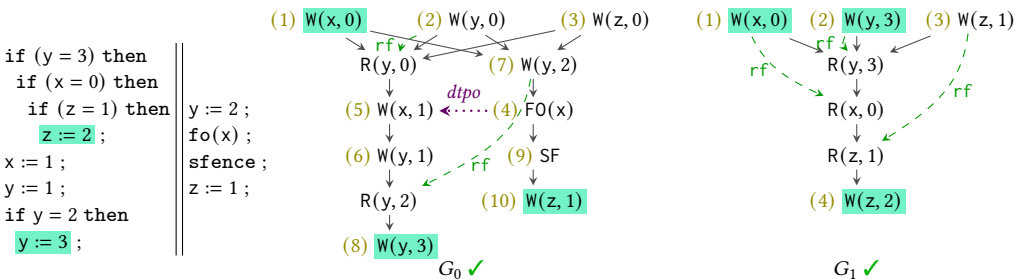 if (y = 3) then
if (x = 0) then
if (z = 1) then
z := 2 ;
x := 1 ;
y := 1 ;
if y = 2 then
y := 3 ;
y := 2 ;
fo(x) ;
sfence ;
z := 1 ;
(1) W(x, 0) (2) W(y, 0) (3) W(z, 0)
rf
R(y, 0) (7) W(y, 2)
dtpo
(5) W(x, 1) (4) FO(x)
(6) W(y, 1) (9) SF
rf
R(y, 2) (10) W(z, 1)
(8) W(y, 3)
G0 ✓
(1) W(x, 0) (2) W(y, 3) (3) W(z, 1)
rf
R(y, 3)
rf rf
R(x, 0)
R(z, 1)
(4) W(z, 2)
G1 ✓